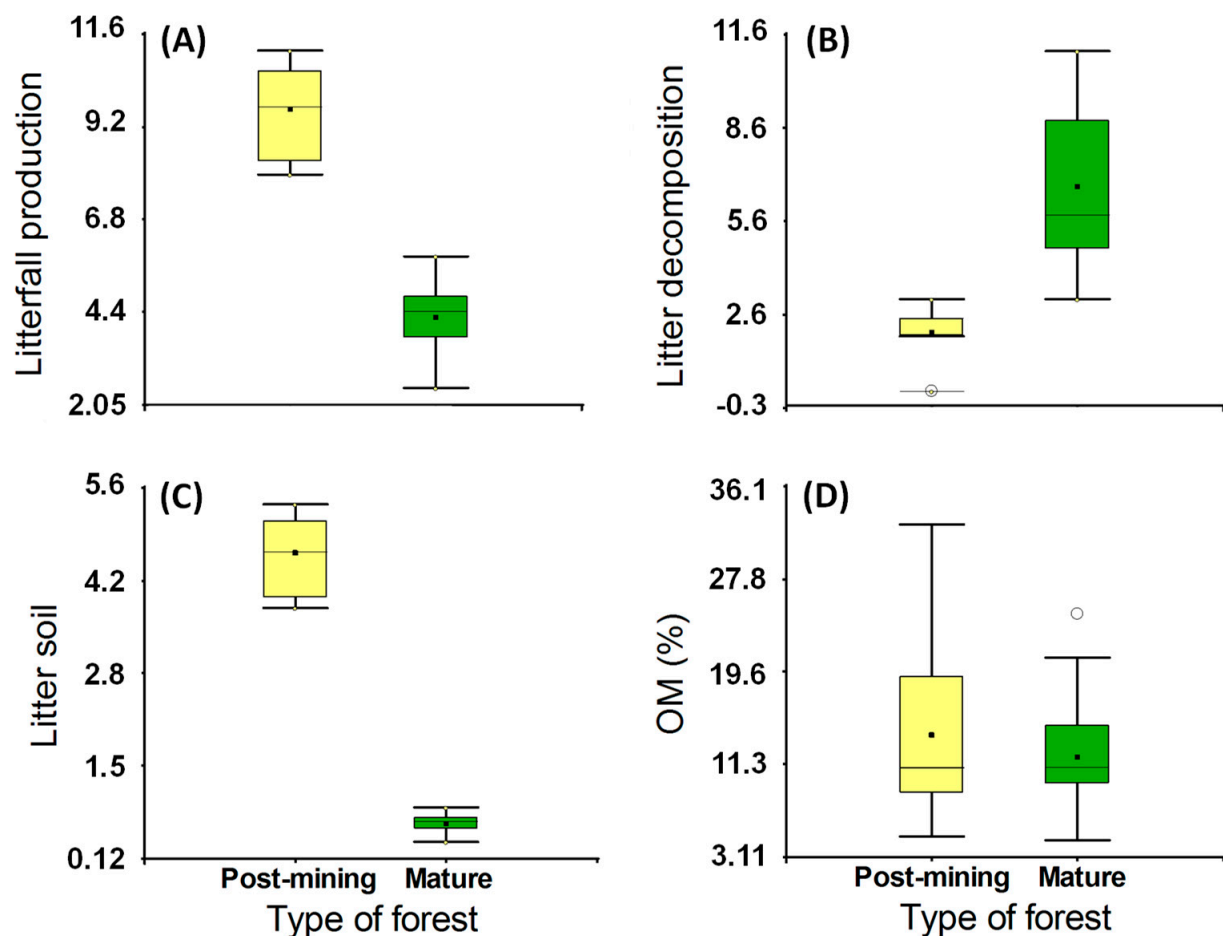 (A)
Litterfall production
11.6
9.2
6.8
4.4
2.05
(B)
Litter decomposition
11.6
8.6
5.6
2.6
-0.3
(C)
Litter soil
5.6
4.2
2.8
1.5
0.12
Post-mining Mature
Type of forest
(D)
OM (%)
36.1
27.8
19.6
11.3
3.11
Post-mining Mature
Type of forest